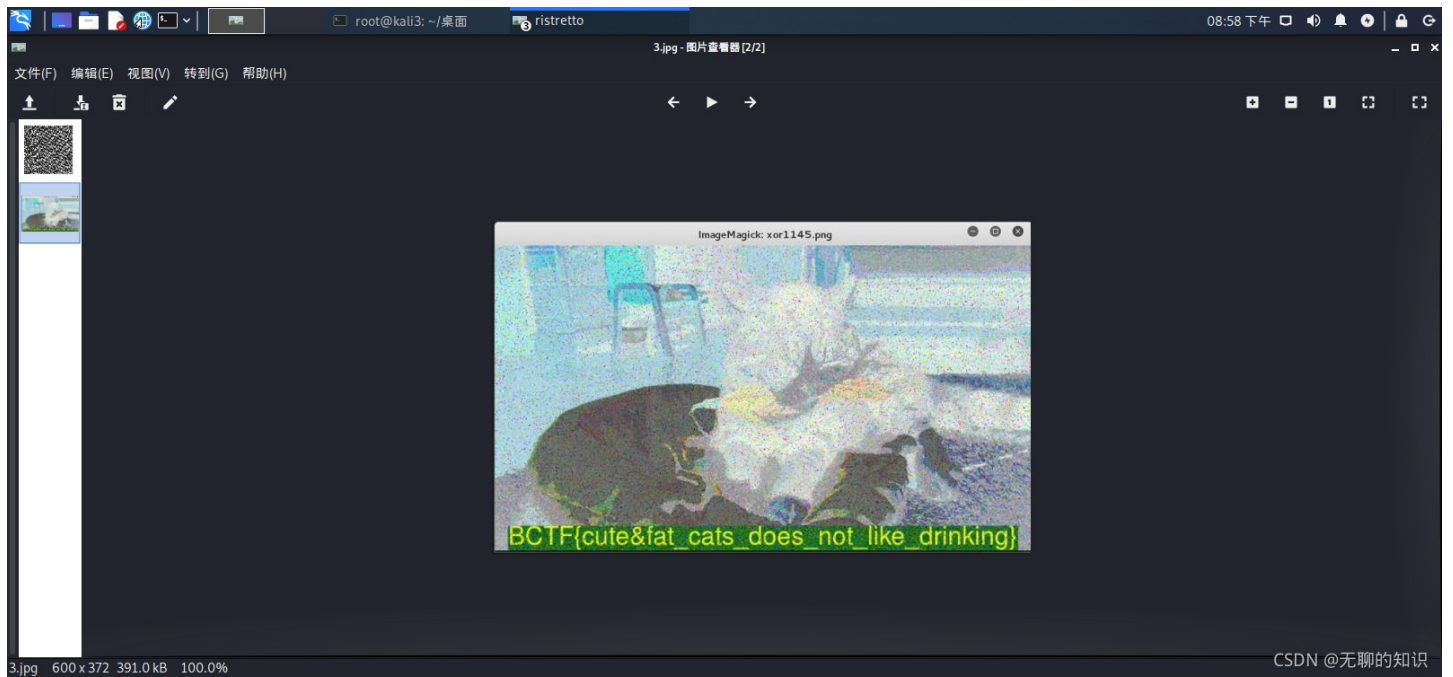 root@kali3: ~/桌面
3
ristretto
08:58 下午
3.jpg - 图片查看器 [2/2]
文件(F) 编辑(E) 视图(V) 转到(G) 帮助(H)
1
ImageMagick: xor1145.png
BCTF{cute&fat_cats_does_not_like_drinking}
3.jpg 600 x 372 391.0 kB 100.0%
CSDN @无聊的知识